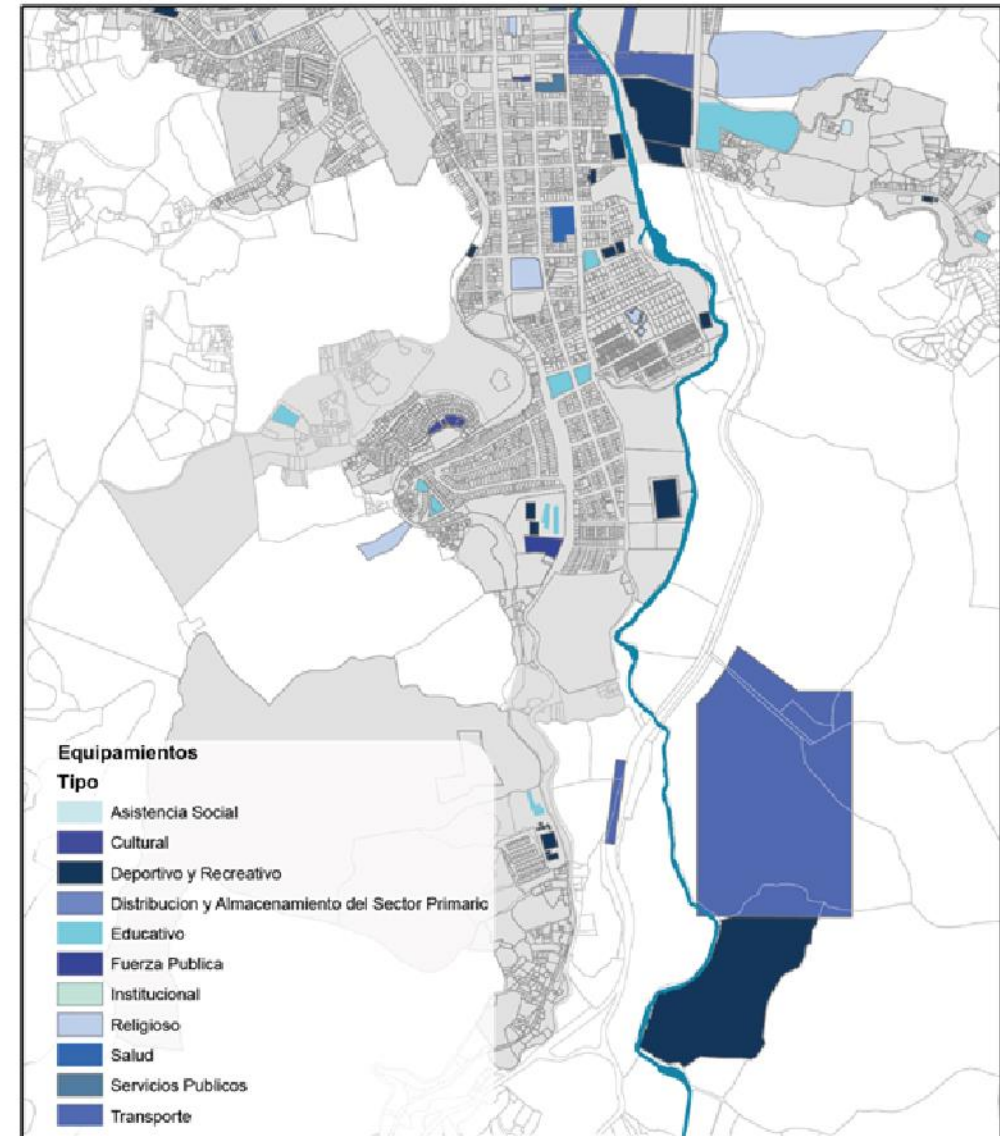 Equipamientos
Tipo
Asistencia Social
Cultural
Deportivo y Recreativo
Distribucion y Almacenamiento del Sector Primario
Educativo
Fuerza Publica
Institucional
Religioso
Salud
Servicios Publicos
Transporte